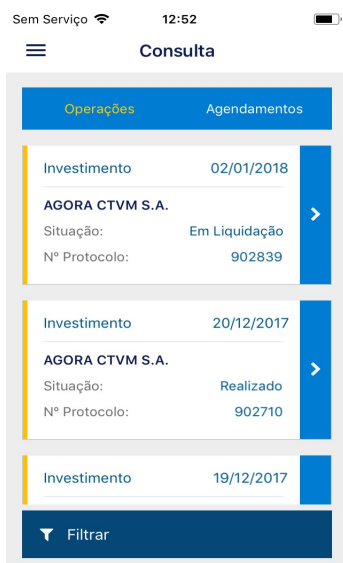 Sem Serviço 12:52
Consulta
Operações Agendamentos
Investimento 02/01/2018
AGORA CTVM S.A.
Situação: Em Liquidação
Nº Protocolo: 902839
Investimento 20/12/2017
AGORA CTVM S.A.
Situação: Realizado
Nº Protocolo: 902710
Investimento 19/12/2017
Filtrar